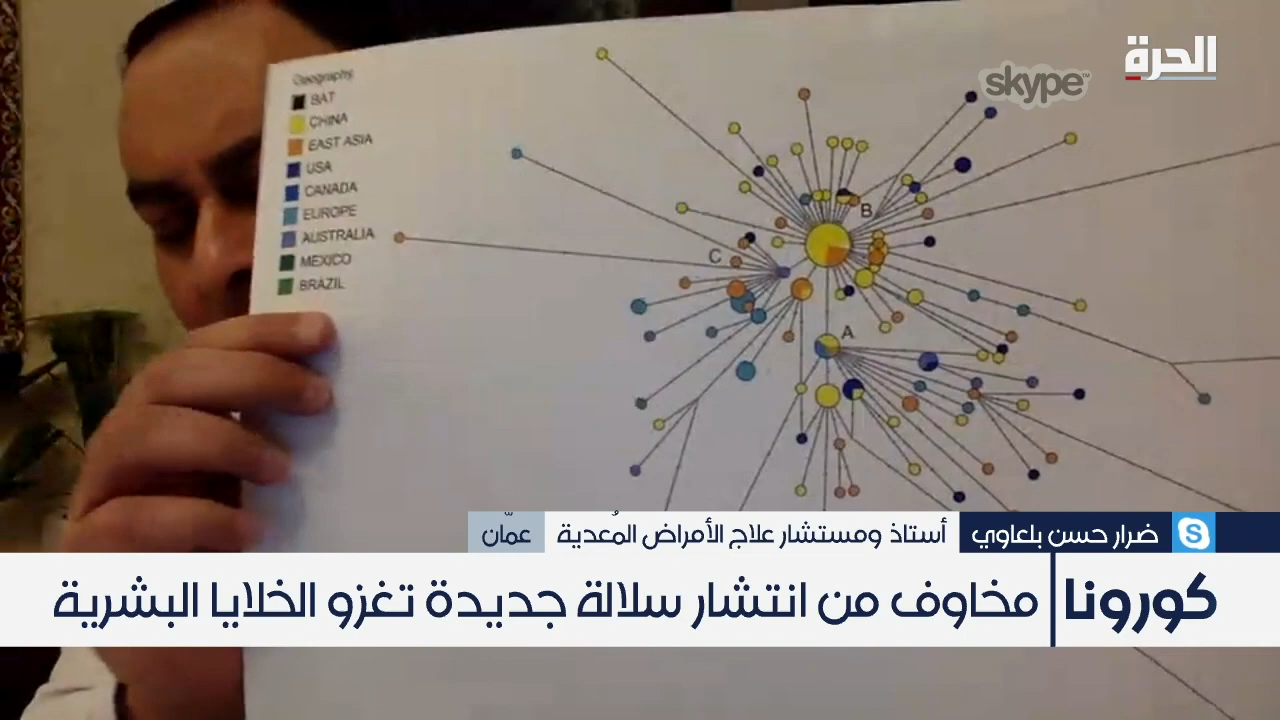 الحرة
skype™
Geography
BAT
CHINA
EAST ASIA
USA
CANADA
EUROPE
AUSTRALIA
MEXICO
BRAZIL
B
C
A
ضرار حسن بلعاوي أستاذ ومستشار علاج الأمراض المُعدية عمّان
كورونا مخاوف من انتشار سلالة جديدة تغزو الخلايا البشرية